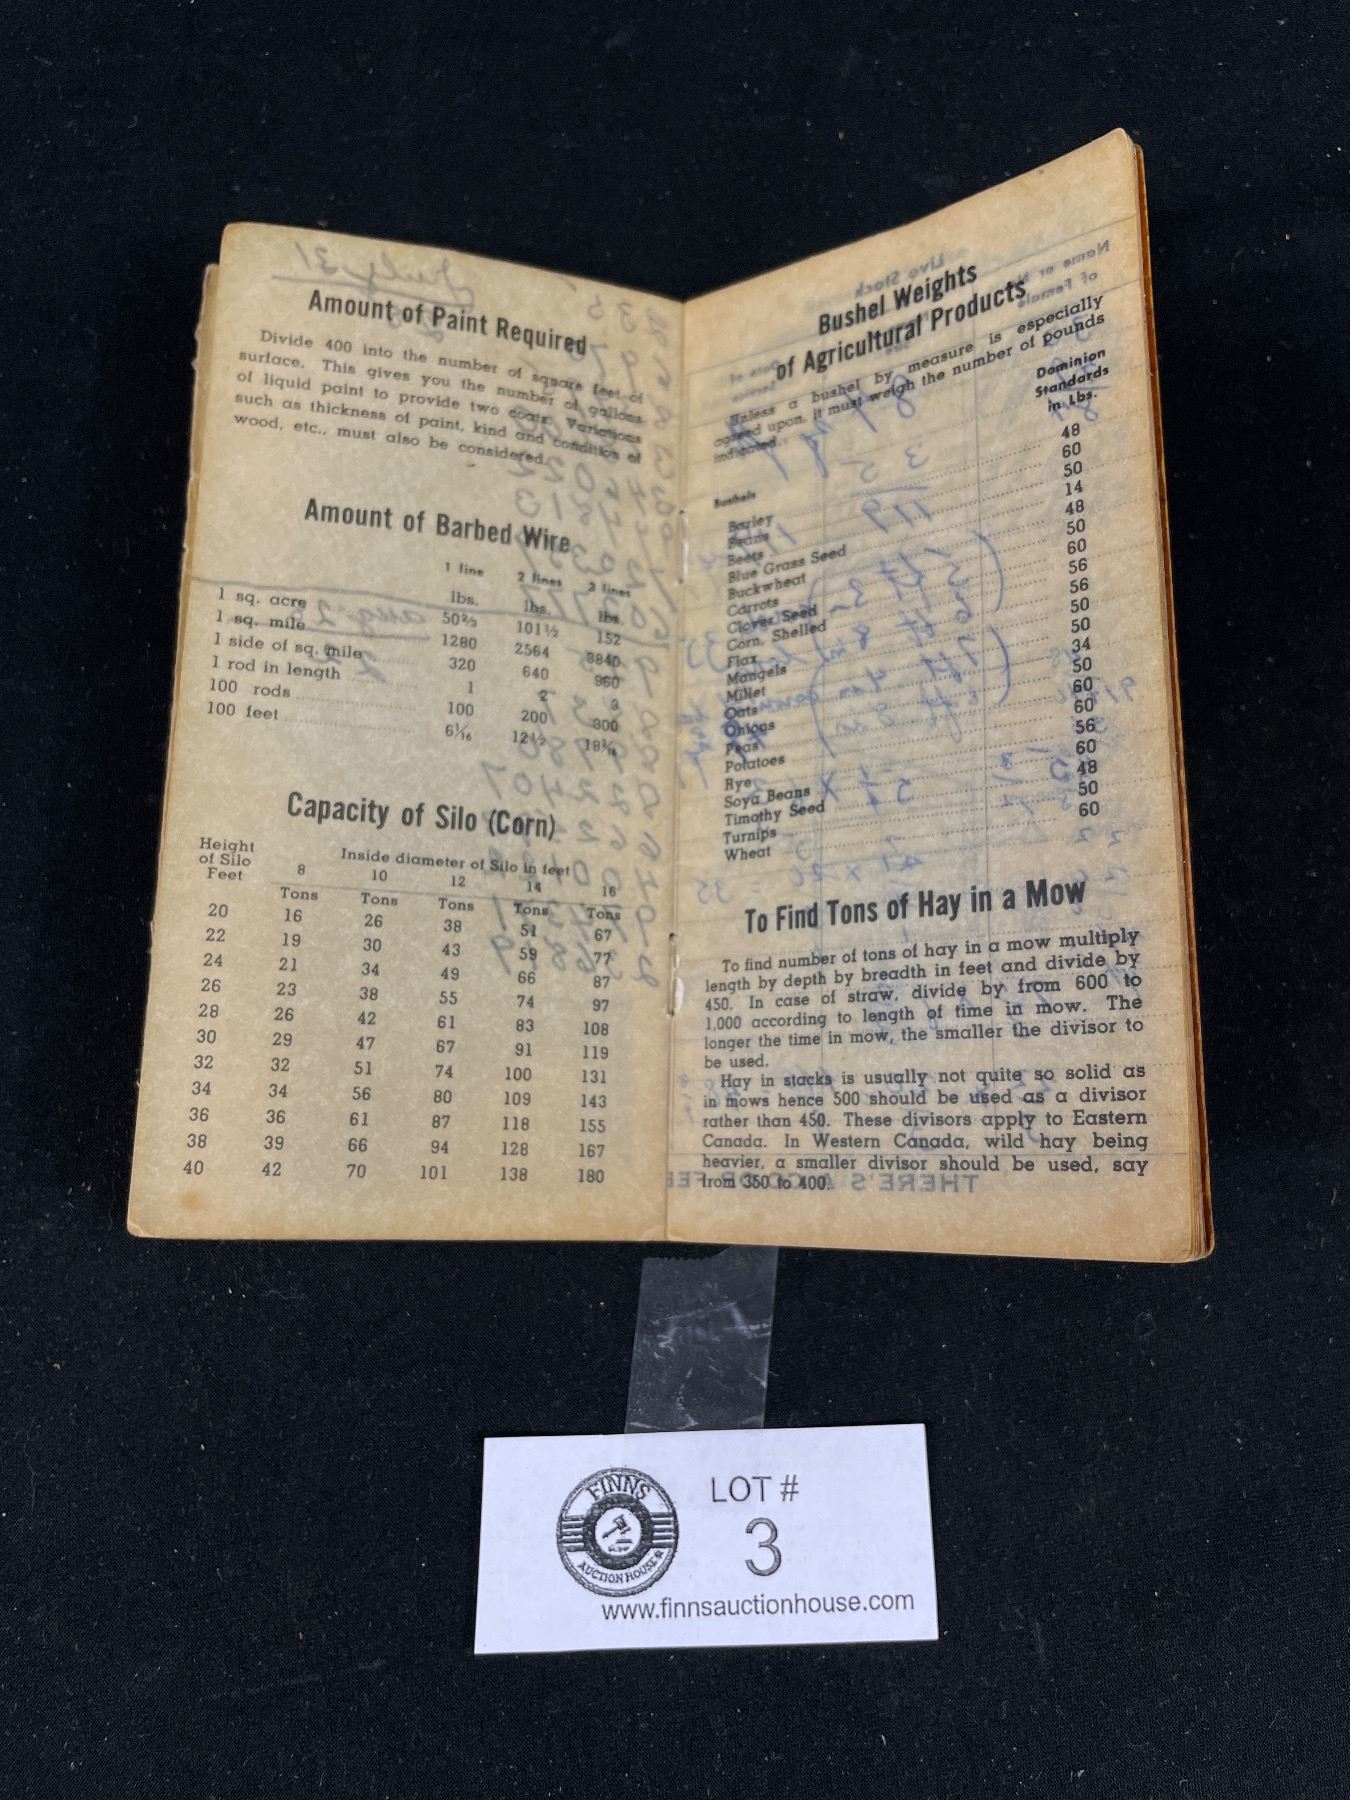 July 31
Amount of Paint Required
Divide 400 into the number of square feet of
surface. This gives you the number of gallons
of liquid paint to provide two coats. Variations
such as thickness of paint, kind and condition of
wood, etc., must also be considered.
Amount of Barbed Wire
1 line 2 lines 3 lines
lbs. lbs. lbs.
1 sq. acre 50⅔ 101½ 152
1 sq. mile 1280 2564 3840
1 side of sq. mile 320 640 960
1 rod in length 1 2 3
100 rods 100 200 300
100 feet 6 1/16 12½ 18 3/16
Capacity of Silo (Corn)
Height
of Silo
Feet
Inside diameter of Silo in feet
8 10 12 14 16
Tons Tons Tons Tons Tons
20 16 26 38 51 67
22 19 30 43 59 77
24 21 34 49 66 87
26 23 38 55 74 97
28 26 42 61 83 108
30 29 47 67 91 119
32 32 51 74 100 131
34 34 56 80 109 143
36 36 61 87 118 155
38 39 66 94 128 167
40 42 70 101 138 180
Bushel Weights
of Agricultural Products
Unless a bushel by measure is especially
agreed upon, it must weigh the number of pounds
indicated.
Dominion
Standards
in Lbs.
Bushels
Barley 48
Beans 60
Beets 50
Blue Grass Seed 14
Buckwheat 48
Carrots 50
Clover Seed 60
Corn, Shelled 56
Flax 56
Mangels 50
Millet 50
Oats 34
Onions 50
Peas 60
Potatoes 60
Rye 56
Soya Beans 60
Timothy Seed 48
Turnips 50
Wheat 60
To Find Tons of Hay in a Mow
To find number of tons of hay in a mow multiply
length by depth by breadth in feet and divide by
450. In case of straw, divide by from 600 to
1,000 according to length of time in mow. The
longer the time in mow, the smaller the divisor to
be used.
Hay in stacks is usually not quite so solid as
in mows hence 500 should be used as a divisor
rather than 450. These divisors apply to Eastern
Canada. In Western Canada, wild hay being
heavier, a smaller divisor should be used, say
from 350 to 400.
FINNS
AUCTION HOUSE
LOT #
3
www.finnsauctionhouse.com